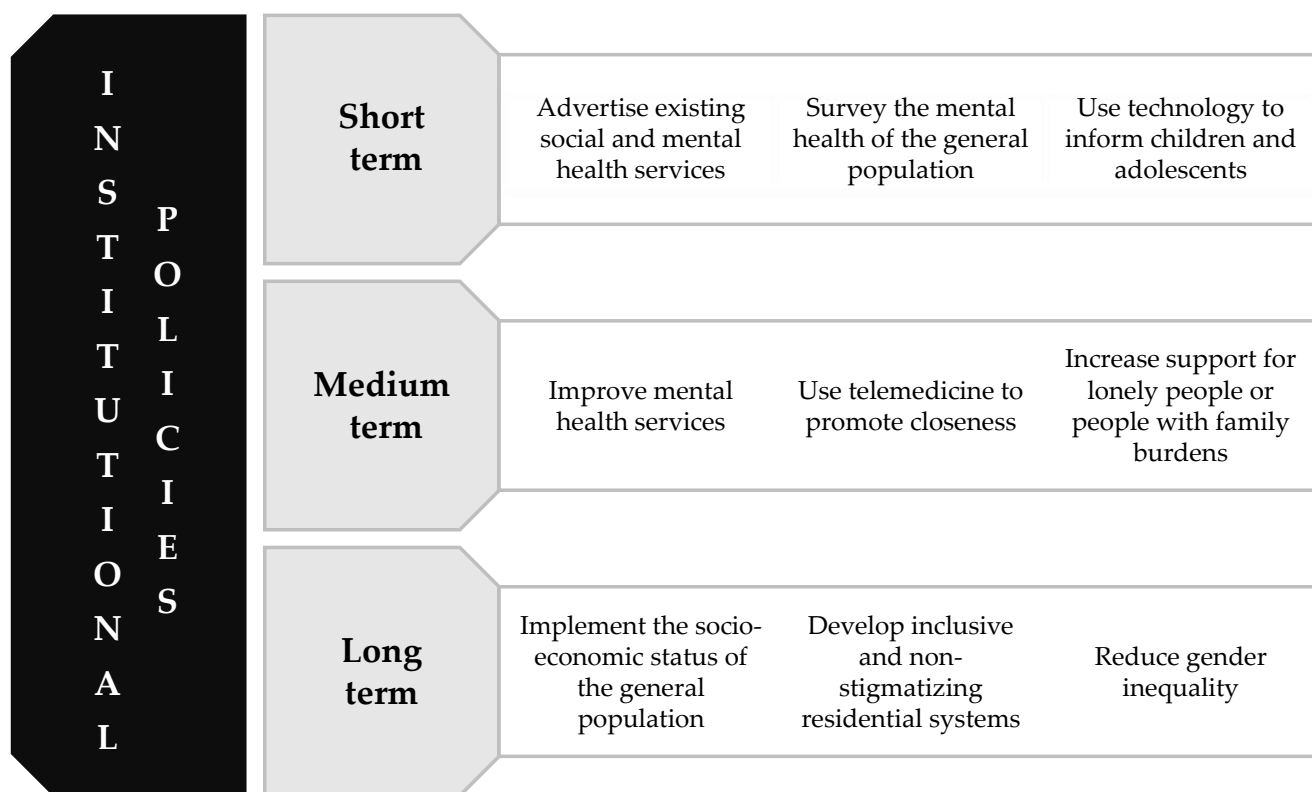 INSTITUTIONAL
POLICIES
Short
term
Advertise existing
social and mental
health services
Survey the mental
health of the general
population
Use technology to
inform children and
adolescents
Medium
term
Improve mental
health services
Use telemedicine to
promote closeness
Increase support for
lonely people or
people with family
burdens
Long
term
Implement the socio-
economic status of
the general
population
Develop inclusive
and non-
stigmatizing
residential systems
Reduce gender
inequality